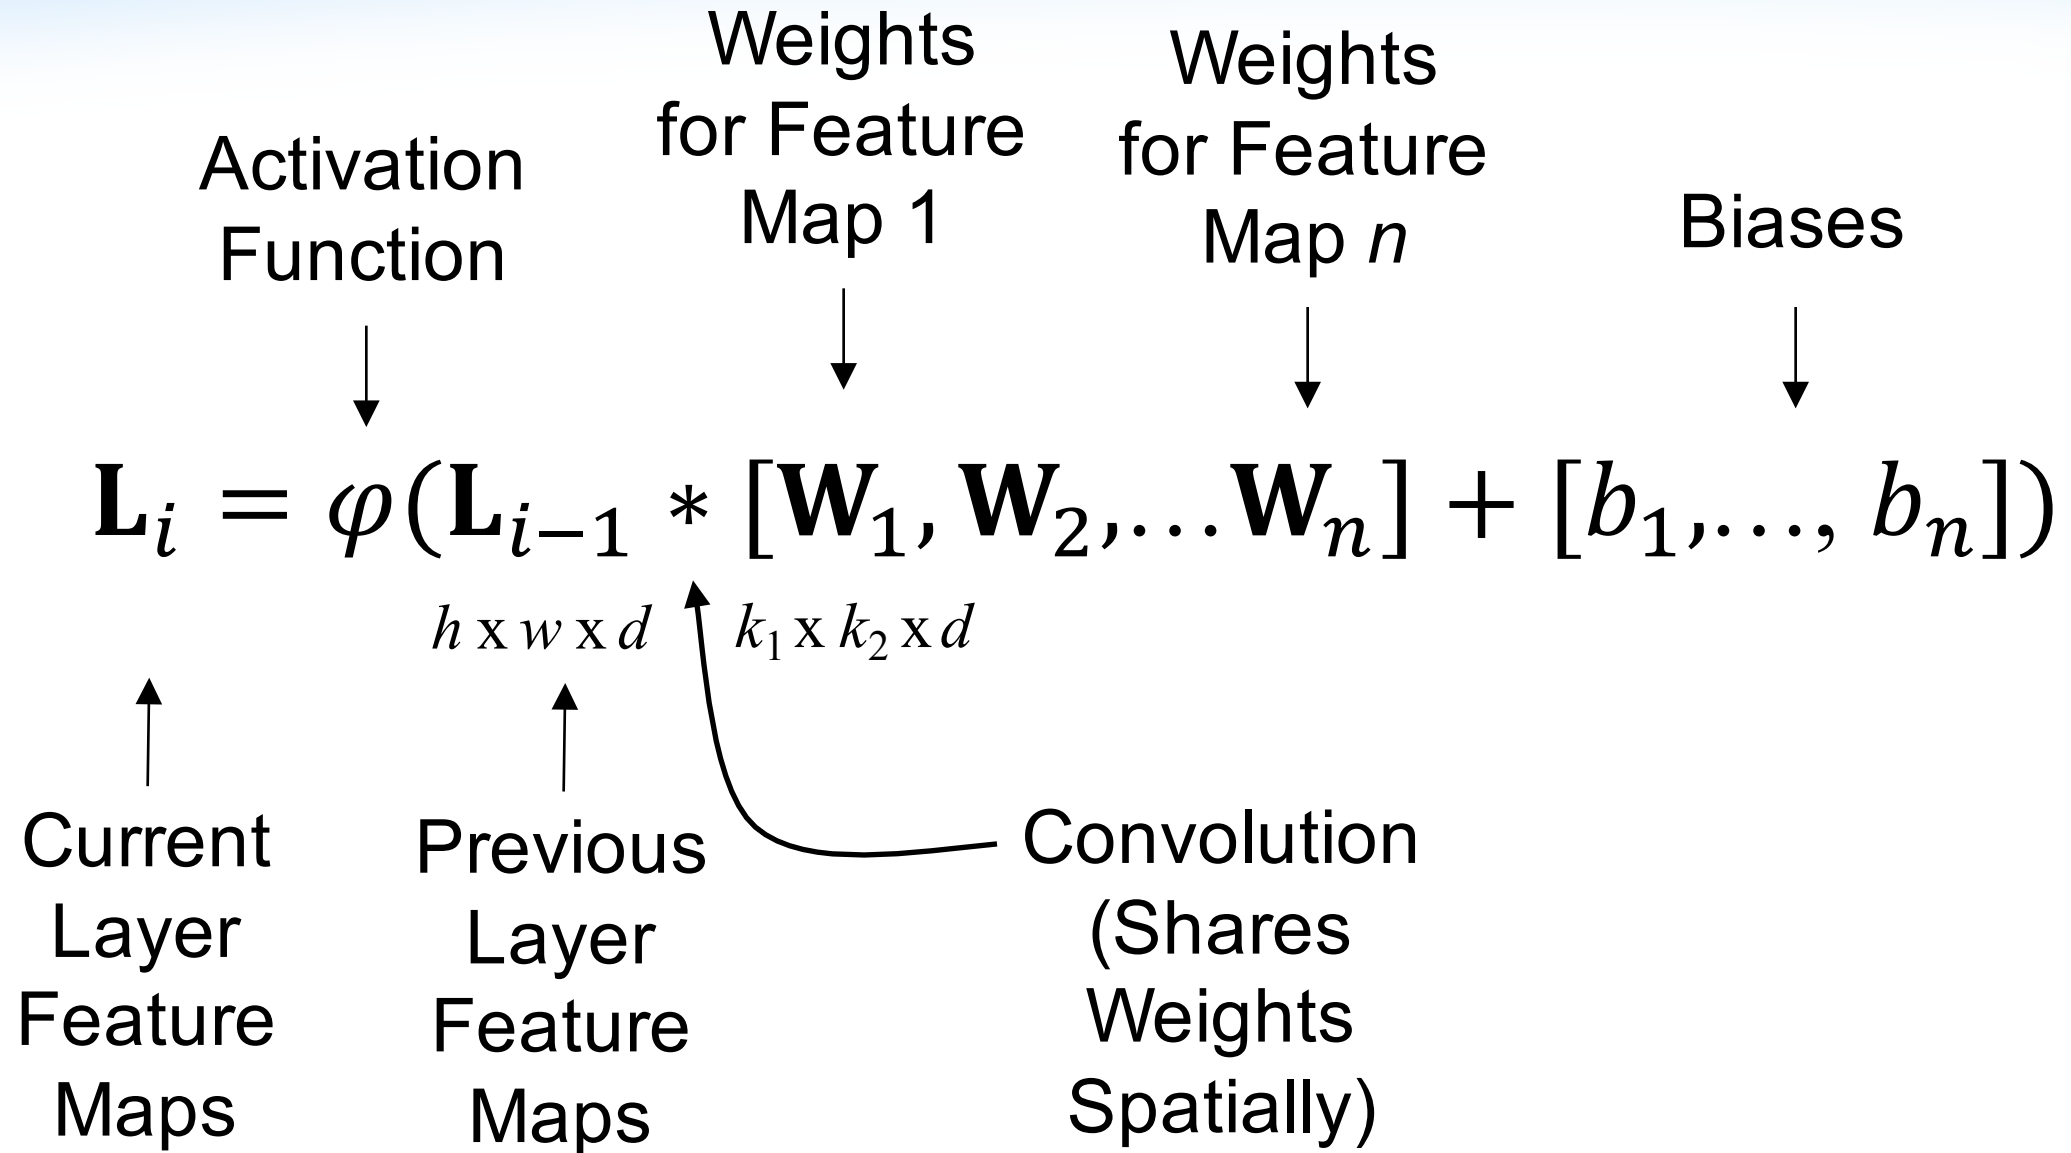 Activation
Function
Weights
for Feature
Map 1
Weights
for Feature
Map n
Biases
𝐋ᵢ = φ(𝐋ᵢ₋₁ * [𝐖₁, 𝐖₂,...𝐖ₙ] + [b₁,..., bₙ])
h x w x d
k₁ x k₂ x d
Current
Layer
Feature
Maps
Previous
Layer
Feature
Maps
Convolution
(Shares
Weights
Spatially)